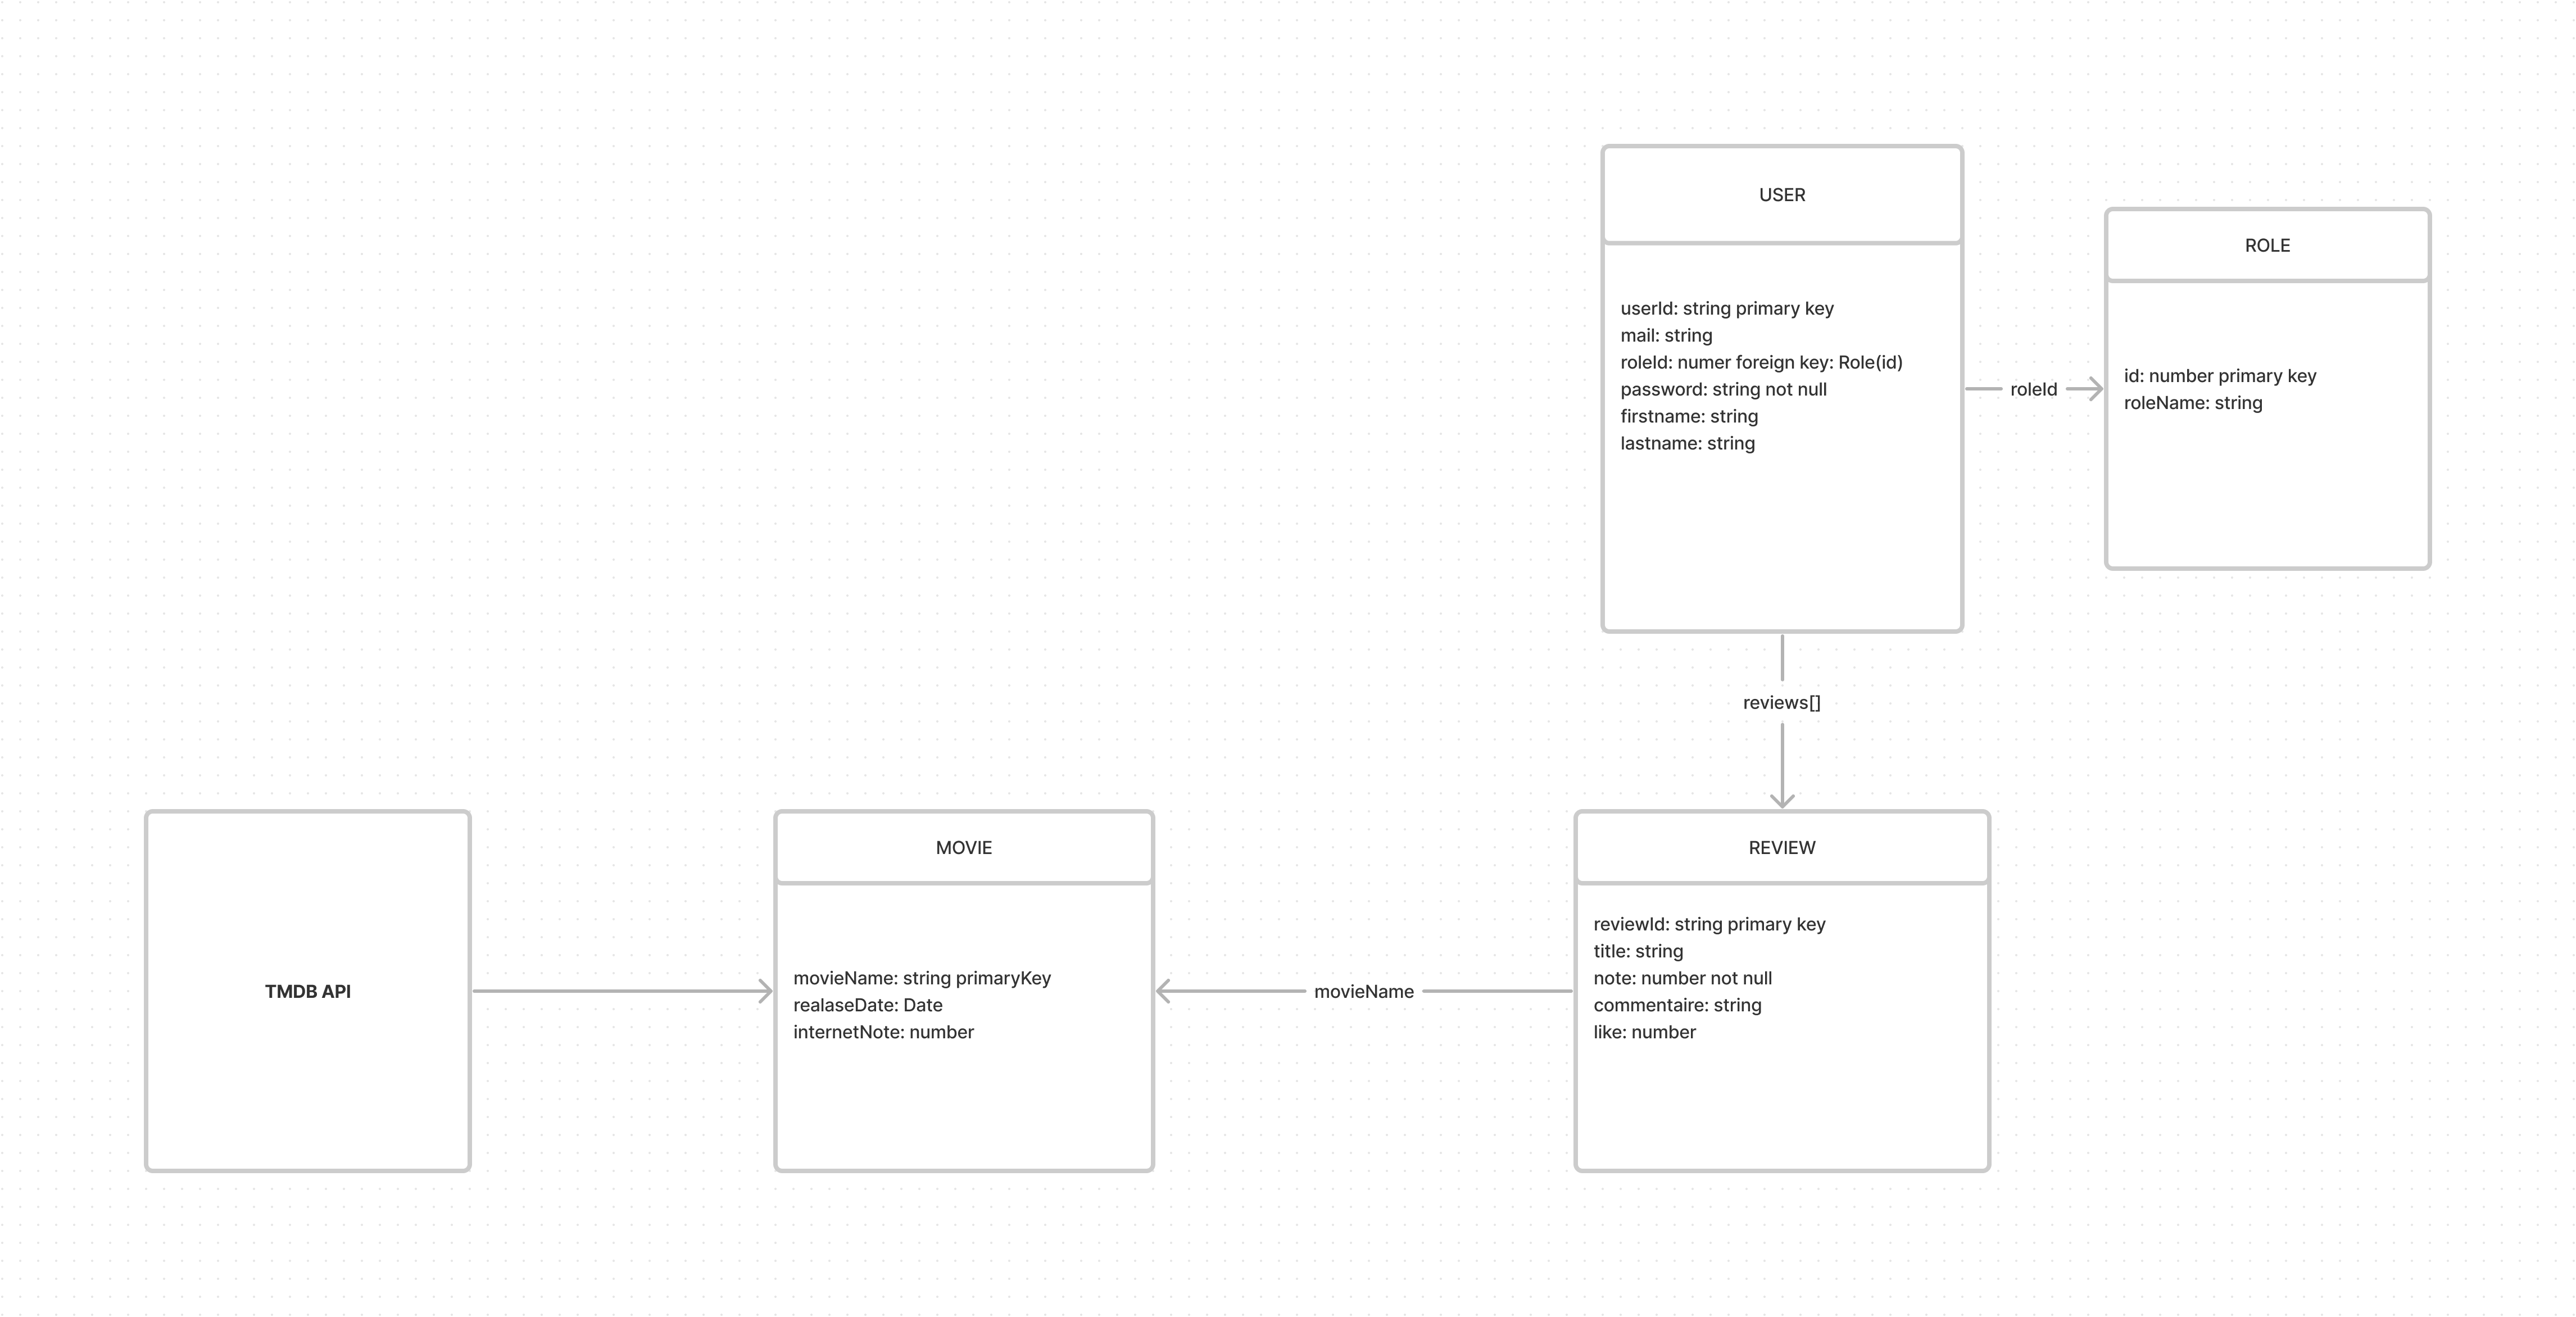 USER
userId: string primary key
mail: string
roleId: numer foreign key: Role(id)
password: string not null
firstname: string
lastname: string
roleId
ROLE
id: number primary key
roleName: string
reviews[]
TMDB API
MOVIE
movieName: string primaryKey
realaseDate: Date
internetNote: number
movieName
REVIEW
reviewId: string primary key
title: string
note: number not null
commentaire: string
like: number